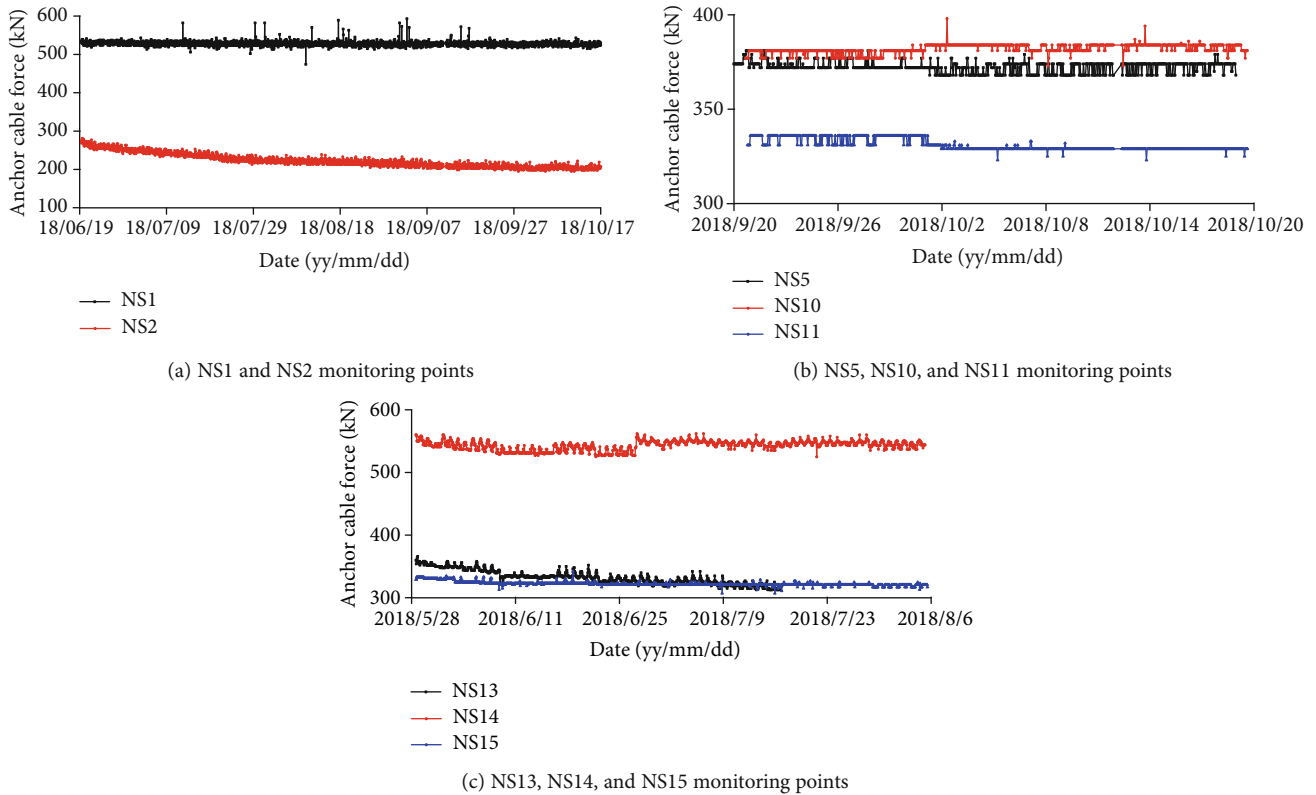 Anchor cable force (kN)
600
500
400
300
200
100
18/06/19 18/07/09 18/07/29 18/08/18 18/09/07 18/09/27 18/10/17
Date (yy/mm/dd)
NS1
NS2
(a) NS1 and NS2 monitoring points
Anchor cable force (kN)
400
350
300
2018/9/20 2018/9/26 2018/10/2 2018/10/8 2018/10/14 2018/10/20
Date (yy/mm/dd)
NS5
NS10
NS11
(b) NS5, NS10, and NS11 monitoring points
Anchor cable force (kN)
600
500
400
300
2018/5/28 2018/6/11 2018/6/25 2018/7/9 2018/7/23 2018/8/6
Date (yy/mm/dd)
NS13
NS14
NS15
(c) NS13, NS14, and NS15 monitoring points